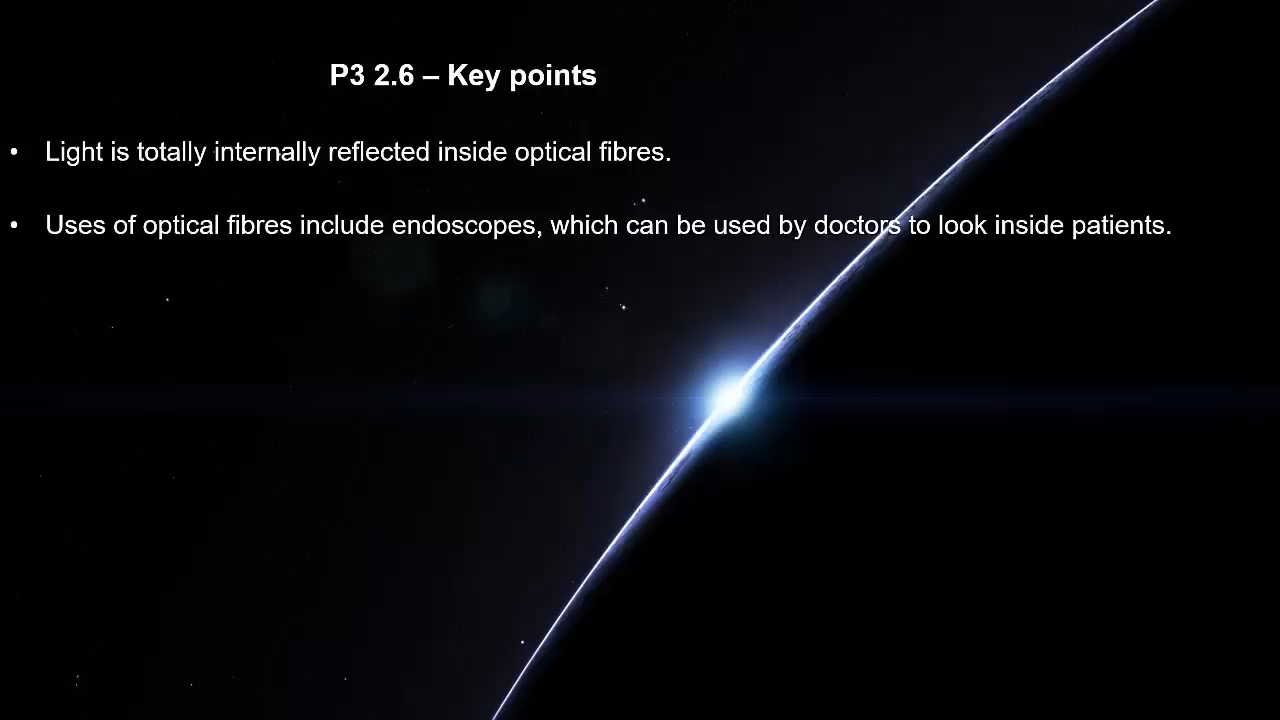 P3 2.6 – Key points
• Light is totally internally reflected inside optical fibres.
• Uses of optical fibres include endoscopes, which can be used by doctors to look inside patients.